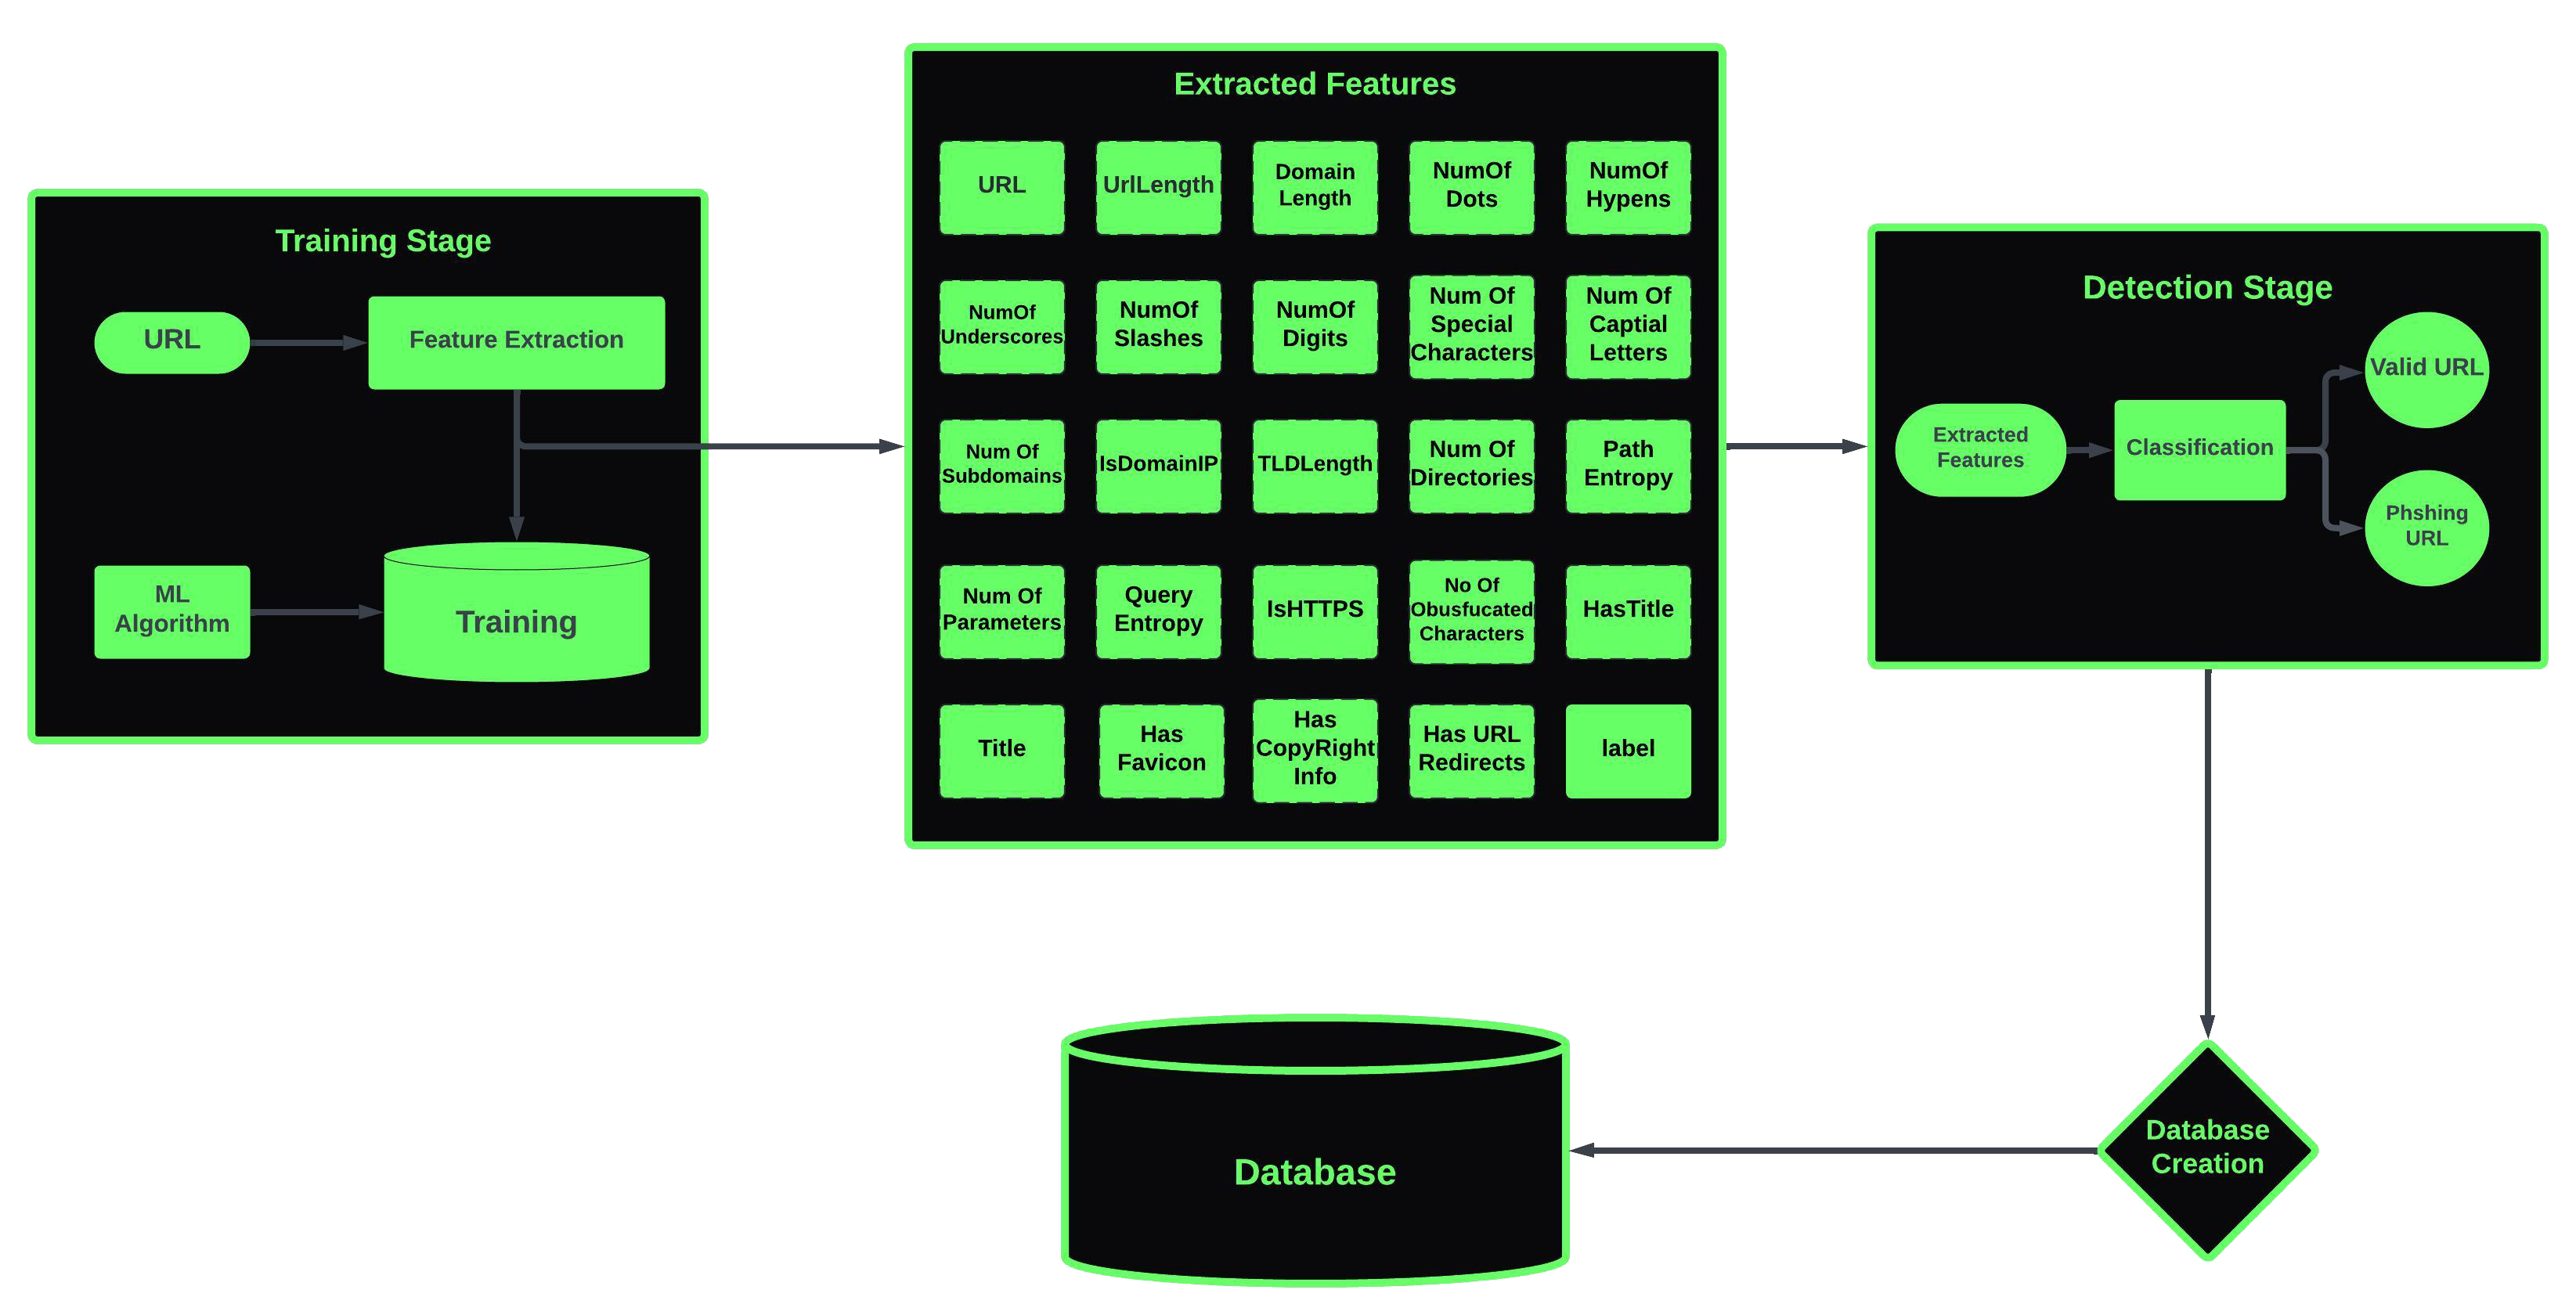 Training Stage
URL
Feature Extraction
ML
Algorithm
Training
Extracted Features
URL
UrlLength
Domain
Length
NumOf
Dots
NumOf
Hypens
NumOf
Underscores
NumOf
Slashes
NumOf
Digits
Num Of
Special
Characters
Num Of
Captial
Letters
Num Of
Subdomains
IsDomainIP
TLDLength
Num Of
Directories
Path
Entropy
Num Of
Parameters
Query
Entropy
IsHTTPS
No Of
Obusfucated
Characters
HasTitle
Title
Has
Favicon
Has
CopyRight
Info
Has URL
Redirects
label
Detection Stage
Extracted
Features
Classification
Valid URL
Phshing
URL
Database
Creation
Database